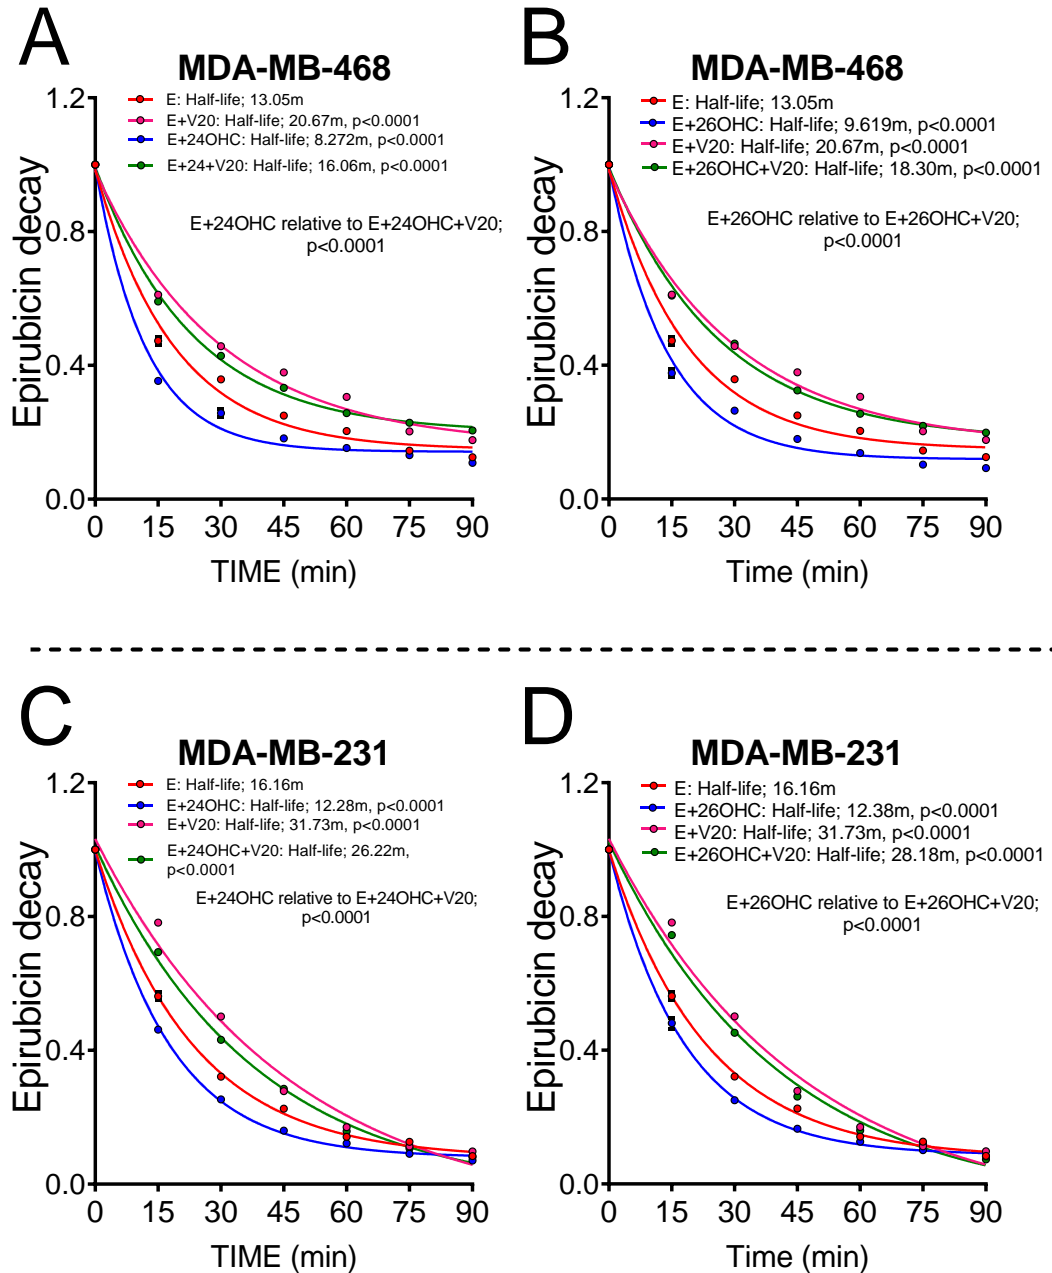 A
MDA-MB-468
E: Half-life; 13.05m
E+V20: Half-life; 20.67m, p<0.0001
E+24OHC: Half-life; 8.272m, p<0.0001
E+24+V20: Half-life; 16.06m, p<0.0001
E+24OHC relative to E+24OHC+V20;
p<0.0001
Epirubicin decay
1.2
0.8
0.4
0.0
0 15 30 45 60 75 90
TIME (min)
B
MDA-MB-468
E: Half-life; 13.05m
E+26OHC: Half-life; 9.619m, p<0.0001
E+V20: Half-life; 20.67m, p<0.0001
E+26OHC+V20: Half-life; 18.30m, p<0.0001
E+26OHC relative to E+26OHC+V20;
p<0.0001
Epirubicin decay
1.2
0.8
0.4
0.0
0 15 30 45 60 75 90
Time (min)
C
MDA-MB-231
E: Half-life; 16.16m
E+24OHC: Half-life; 12.28m, p<0.0001
E+V20: Half-life; 31.73m, p<0.0001
E+24OHC+V20: Half-life; 26.22m,
p<0.0001
E+24OHC relative to E+24OHC+V20;
p<0.0001
Epirubicin decay
1.2
0.8
0.4
0.0
0 15 30 45 60 75 90
TIME (min)
D
MDA-MB-231
E: Half-life; 16.16m
E+26OHC: Half-life; 12.38m, p<0.0001
E+V20: Half-life; 31.73m, p<0.0001
E+26OHC+V20: Half-life; 28.18m, p<0.0001
E+26OHC relative to E+26OHC+V20;
p<0.0001
Epirubicin decay
1.2
0.8
0.4
0.0
0 15 30 45 60 75 90
Time (min)